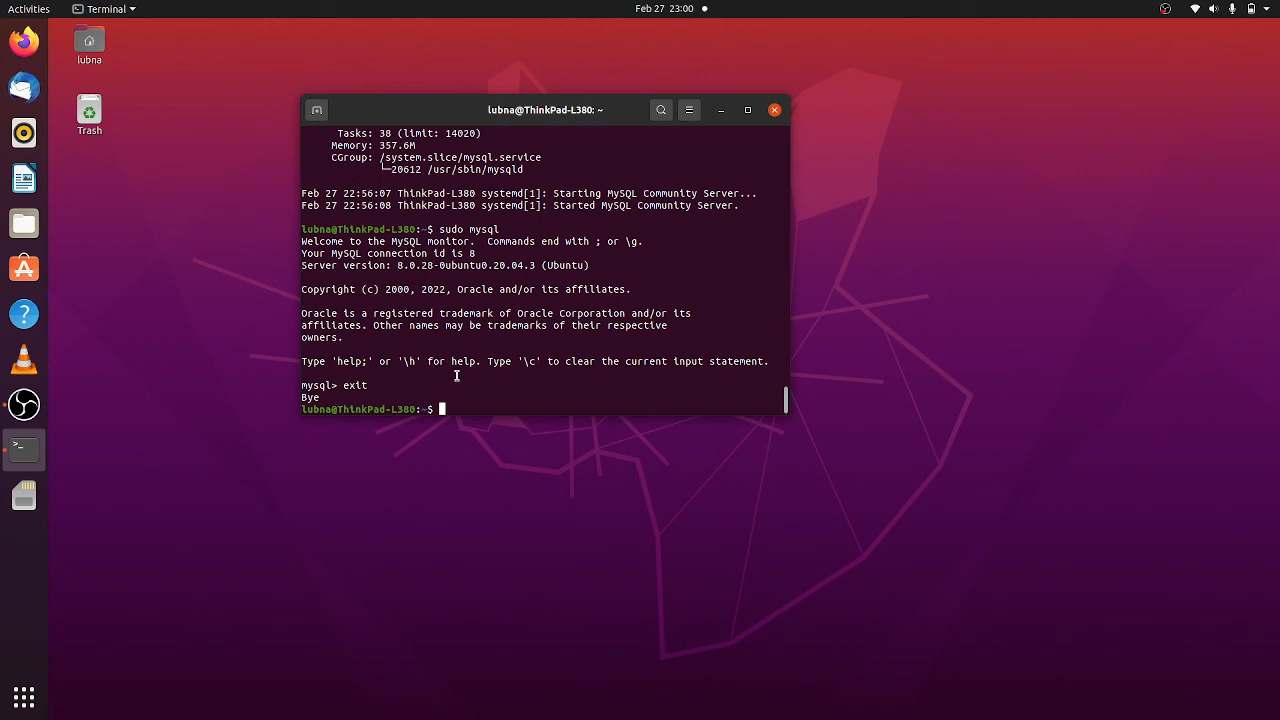 Activities
Terminal
Feb 27 23:00
lubna
Trash
lubna@ThinkPad-L380: ~
Tasks: 38 (limit: 14020)
Memory: 357.6M
CGroup: /system.slice/mysql.service
└─20612 /usr/sbin/mysqld
Feb 27 22:56:07 ThinkPad-L380 systemd[1]: Starting MySQL Community Server...
Feb 27 22:56:08 ThinkPad-L380 systemd[1]: Started MySQL Community Server.
lubna@ThinkPad-L380:~$ sudo mysql
Welcome to the MySQL monitor.  Commands end with ; or \g.
Your MySQL connection id is 8
Server version: 8.0.28-0ubuntu0.20.04.3 (Ubuntu)
Copyright (c) 2000, 2022, Oracle and/or its affiliates.
Oracle is a registered trademark of Oracle Corporation and/or its
affiliates. Other names may be trademarks of their respective
owners.
Type 'help;' or '\h' for help. Type '\c' to clear the current input statement.
mysql> exit
Bye
lubna@ThinkPad-L380:~$